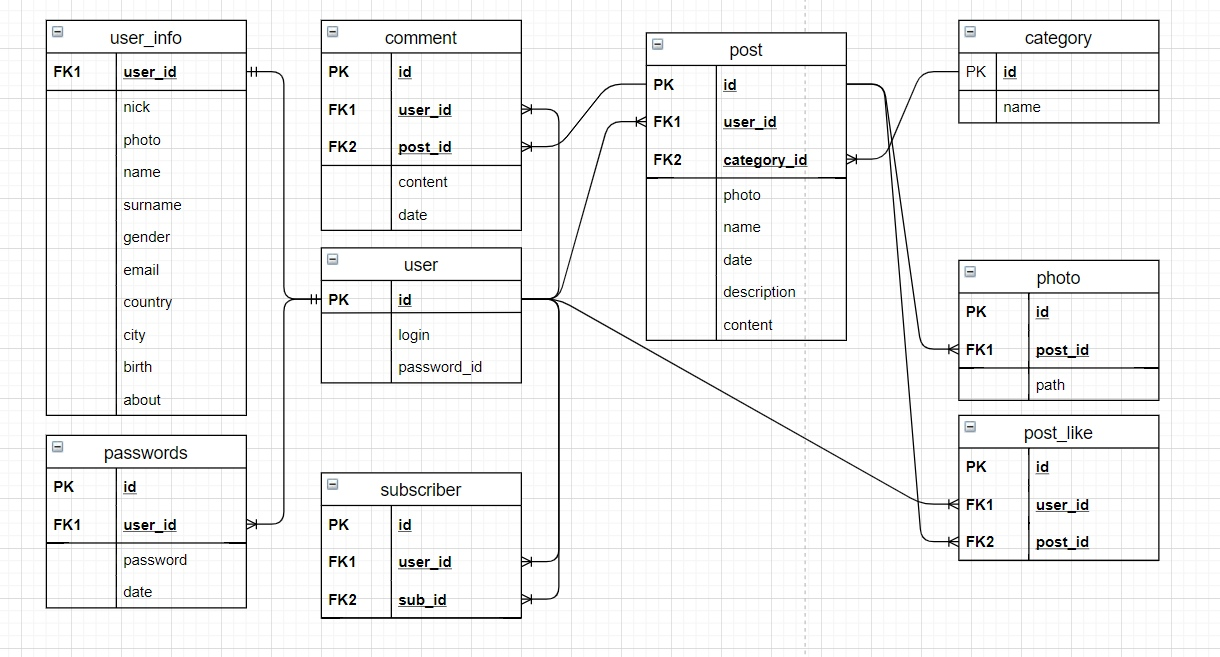 user_info
FK1 user_id
nick
photo
name
surname
gender
email
country
city
birth
about
passwords
PK id
FK1 user_id
password
date
comment
PK id
FK1 user_id
FK2 post_id
content
date
user
PK id
login
password_id
subscriber
PK id
FK1 user_id
FK2 sub_id
post
PK id
FK1 user_id
FK2 category_id
photo
name
date
description
content
category
PK id
name
photo
PK id
FK1 post_id
path
post_like
PK id
FK1 user_id
FK2 post_id